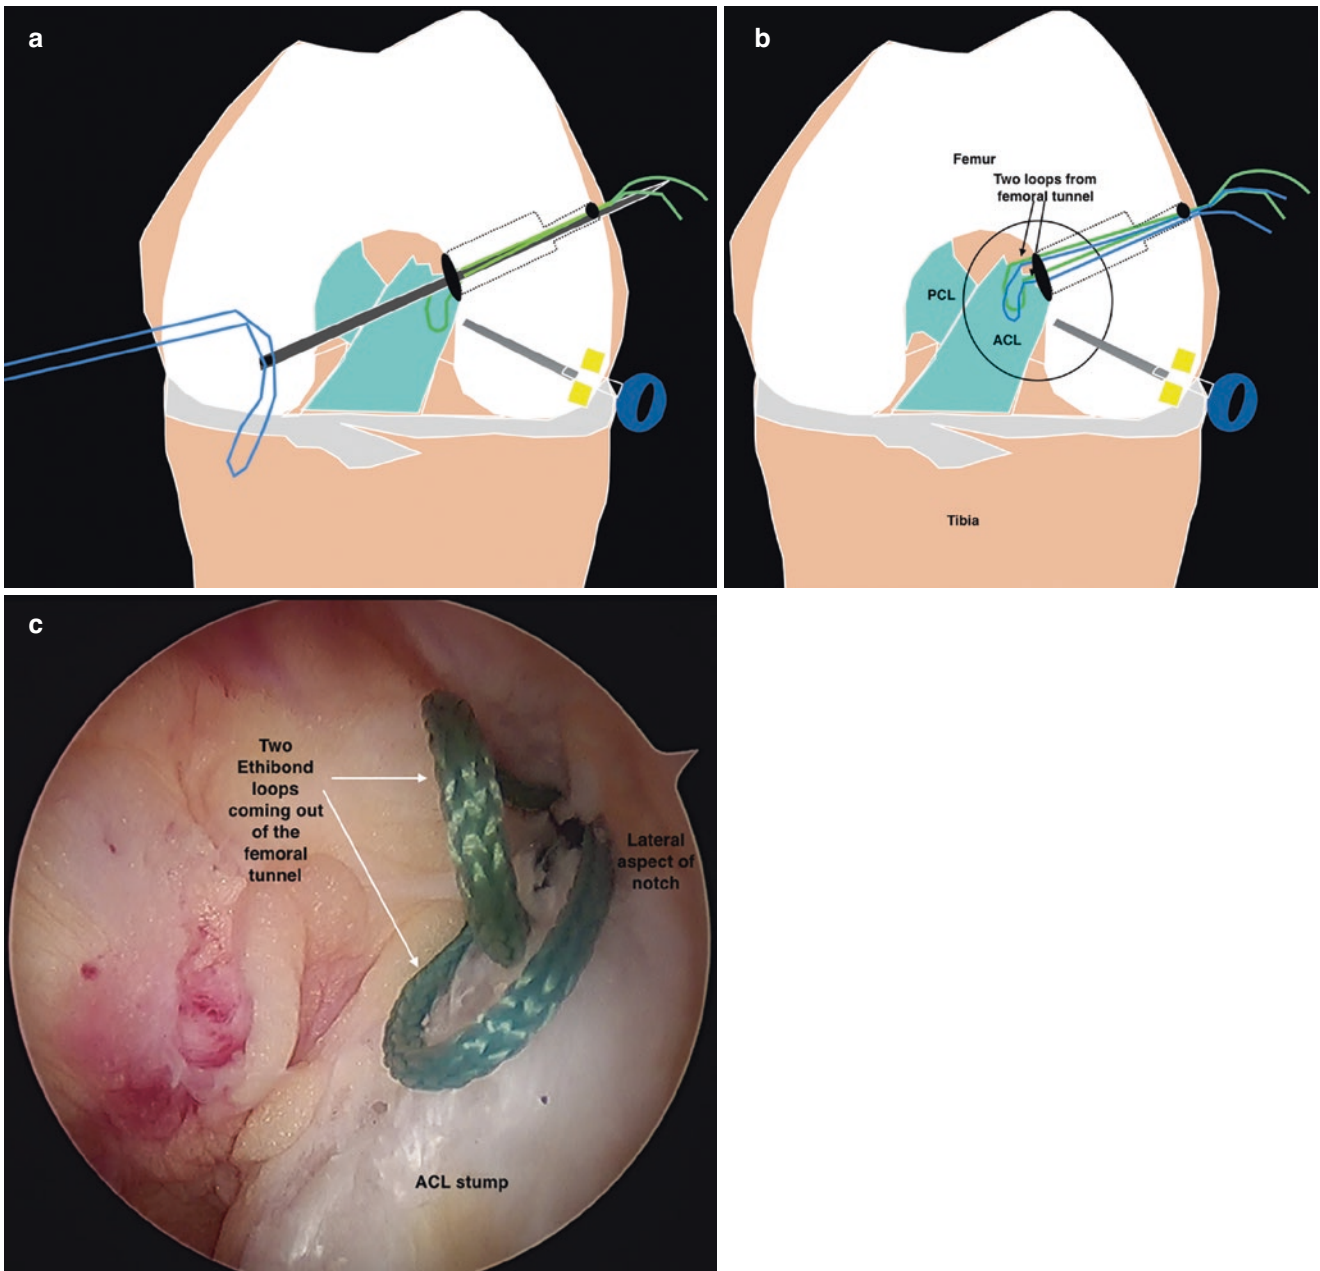 a
b
Femur
Two loops from
femoral tunnel
PCL
ACL
Tibia
c
Two
Ethibond
loops
coming out
of the
femoral
tunnel
Lateral
aspect of
notch
ACL stump